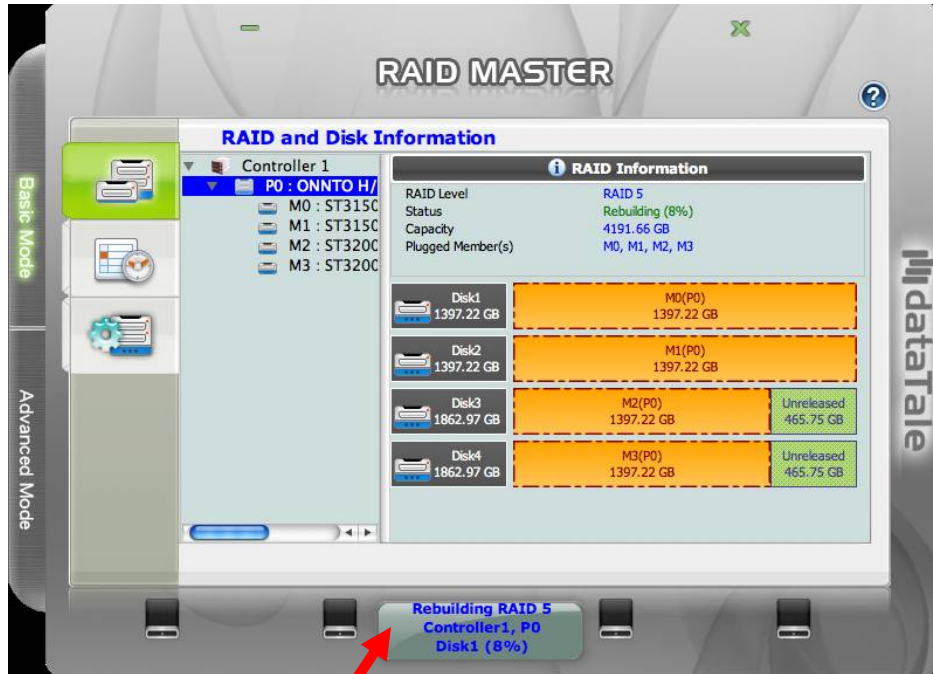 RAID MASTER
?
RAID and Disk Information
Basic Mode
Advanced Mode
Controller 1
P0 : ONNTO H/
M0 : ST3150
M1 : ST3150
M2 : ST3200
M3 : ST3200
RAID Information
RAID Level RAID 5
Status Rebuilding (8%)
Capacity 4191.66 GB
Plugged Member(s) M0, M1, M2, M3
Disk1
1397.22 GB
M0(P0)
1397.22 GB
Disk2
1397.22 GB
M1(P0)
1397.22 GB
Disk3
1862.97 GB
M2(P0)
1397.22 GB
Unreleased
465.75 GB
Disk4
1862.97 GB
M3(P0)
1397.22 GB
Unreleased
465.75 GB
dataTale
Rebuilding RAID 5
Controller1, P0
Disk1 (8%)